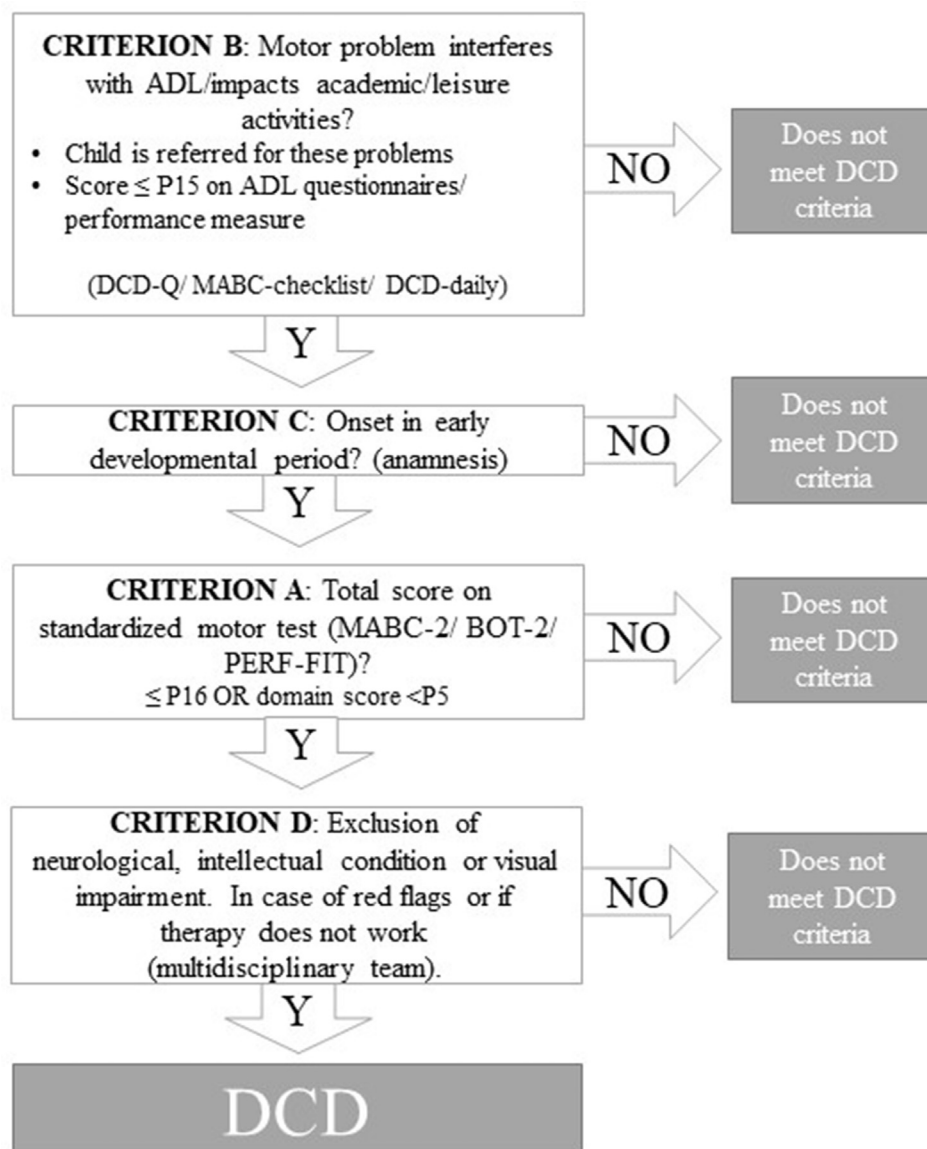 CRITERION B: Motor problem interferes
with ADL/impacts academic/leisure
activities?
• Child is referred for these problems
• Score ≤ P15 on ADL questionnaires/
performance measure
(DCD-Q/ MABC-checklist/ DCD-daily)
NO
Does not
meet DCD
criteria
Y
CRITERION C: Onset in early
developmental period? (anamnesis)
NO
Does not
meet DCD
criteria
Y
CRITERION A: Total score on
standardized motor test (MABC-2/ BOT-2/
PERF-FIT)?
≤ P16 OR domain score <P5
NO
Does not
meet DCD
criteria
Y
CRITERION D: Exclusion of
neurological, intellectual condition or visual
impairment. In case of red flags or if
therapy does not work
(multidisciplinary team).
NO
Does not
meet DCD
criteria
Y
DCD